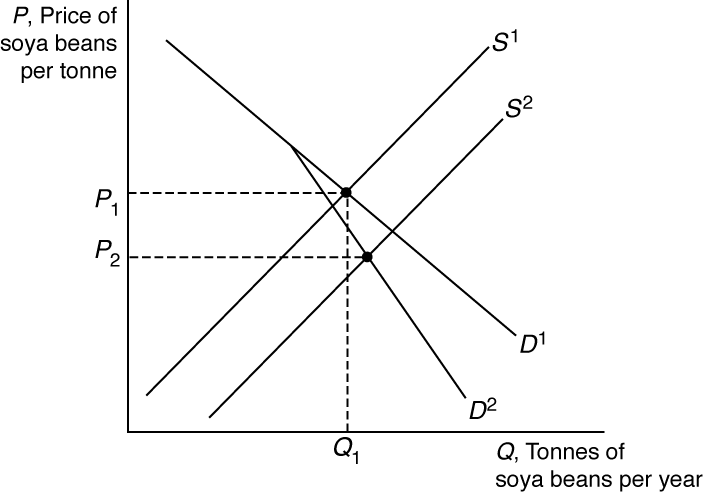 P, Price of
soya beans
per tonne
S¹
S²
P₁
P₂
D¹
D²
Q₁
Q, Tonnes of
soya beans per year